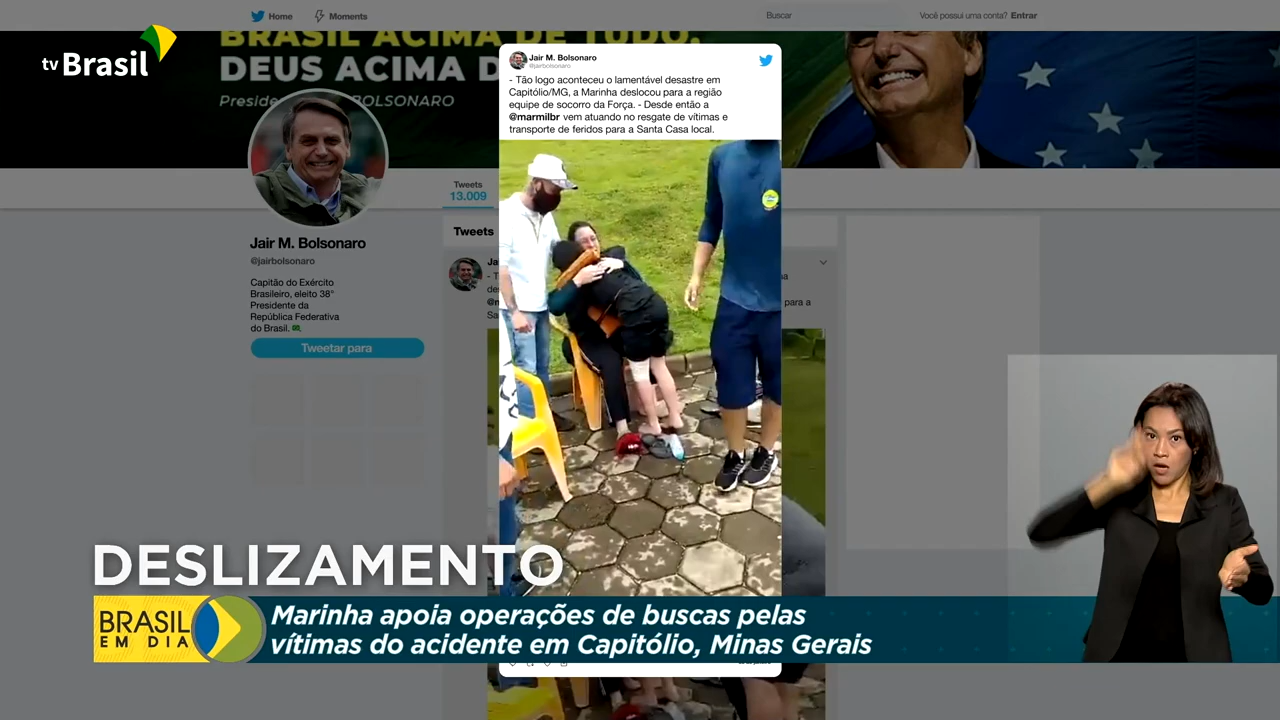 Home
Moments
Buscar
Você possui uma conta? Entrar
tv Brasil
BRASIL ACIMA DE TUDO,
DEUS ACIMA D
Preside
BOLSONARO
Jair M. Bolsonaro
@jairbolsonaro
- Tão logo aconteceu o lamentável desastre em
Capitólio/MG, a Marinha deslocou para a região
equipe de socorro da Força. - Desde então a
@marmilbr vem atuando no resgate de vítimas e
transporte de feridos para a Santa Casa local.
Tweets
13.009
Tweets
Jair M. Bolsonaro
@jairbolsonaro
Capitão do Exército
Brasileiro, eleito 38°
Presidente da
República Federativa
do Brasil.
Tweetar para
para a
DESLIZAMENTO
BRASIL
EM DIA
Marinha apoia operações de buscas pelas
vítimas do acidente em Capitólio, Minas Gerais